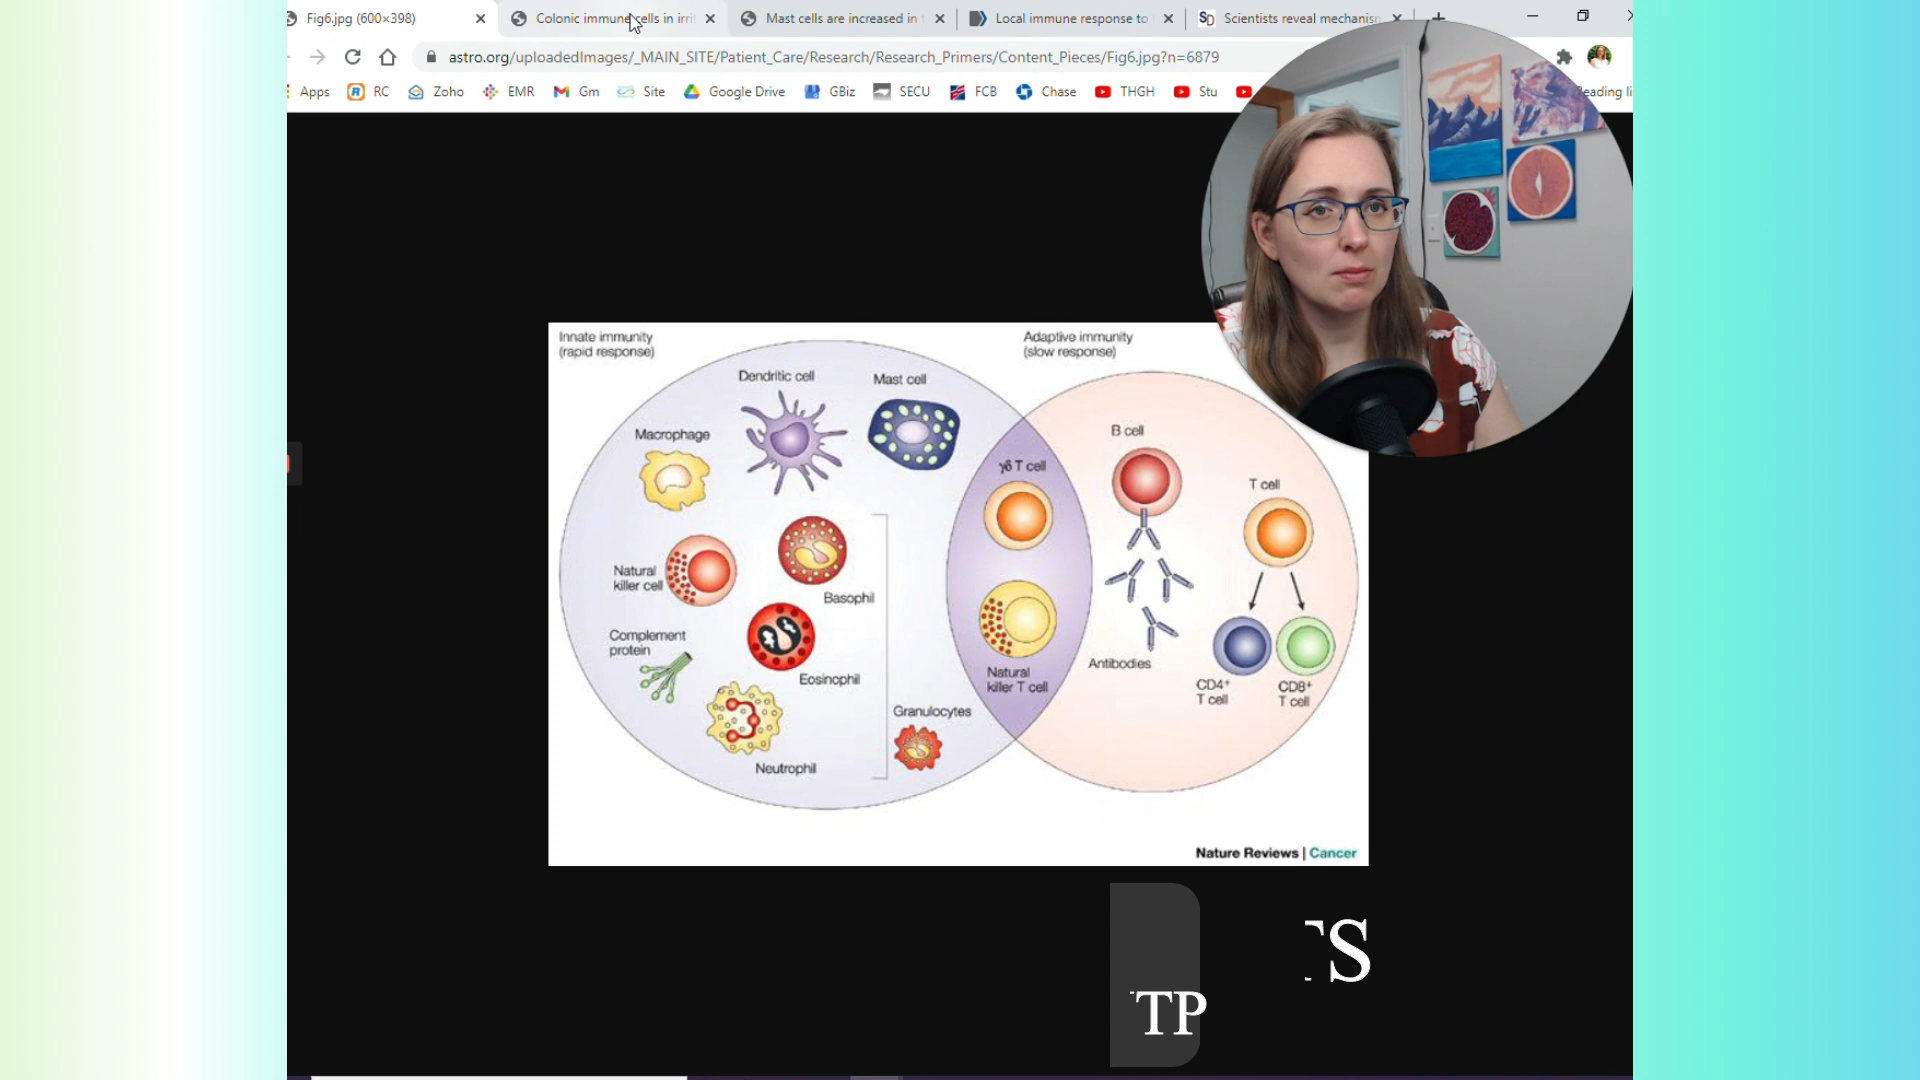 Fig6.jpg (600×398)
Colonic immune cells in irri
Mast cells are increased in
Local immune response to
SD Scientists reveal mechanism
astro.org/uploadedImages/_MAIN_SITE/Patient_Care/Research/Research_Primers/Content_Pieces/Fig6.jpg?n=6879
Apps RC Zoho EMR Gm Site Google Drive GBiz SECU FCB Chase THGH Stu eading li
Innate immunity
(rapid response)
Adaptive immunity
(slow response)
Dendritic cell
Mast cell
Macrophage
B cell
γδ T cell
T cell
Natural
killer cell
Basophil
Complement
protein
Eosinophil
Antibodies
Natural
killer T cell
CD4+
T cell
CD8+
T cell
Granulocytes
Neutrophil
Nature Reviews | Cancer
TS
TP